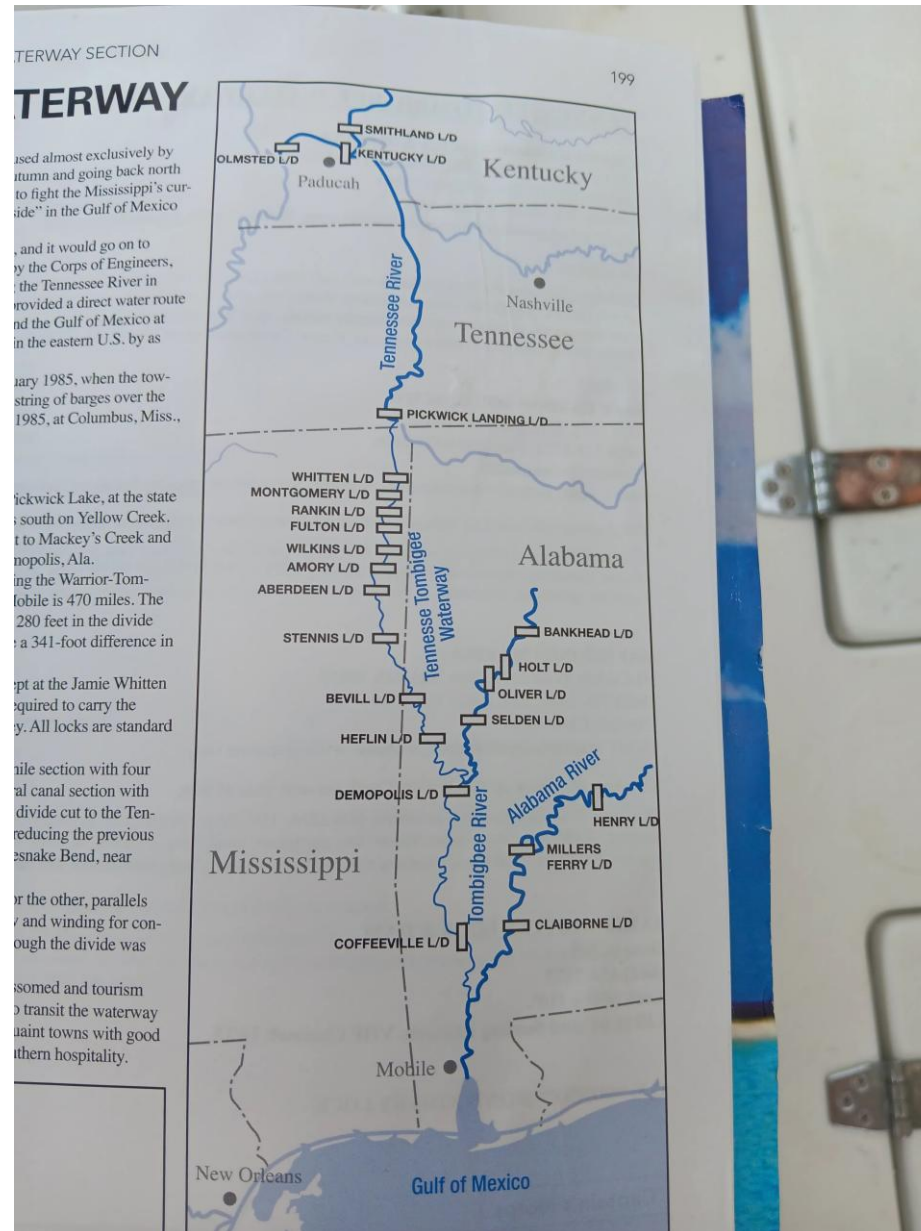 TERWAY SECTION
199
TERWAY
used almost exclusively by
utumn and going back north
to fight the Mississippi's cur-
side" in the Gulf of Mexico
, and it would go on to
by the Corps of Engineers,
the Tennessee River in
provided a direct water route
nd the Gulf of Mexico at
in the eastern U.S. by as
uary 1985, when the tow-
string of barges over the
1985, at Columbus, Miss.,
ickwick Lake, at the state
s south on Yellow Creek.
t to Mackey's Creek and
nopolis, Ala.
ing the Warrior-Tom-
Mobile is 470 miles. The
280 feet in the divide
e a 341-foot difference in
ept at the Jamie Whitten
equired to carry the
y. All locks are standard
mile section with four
al canal section with
divide cut to the Ten-
reducing the previous
esnake Bend, near
or the other, parallels
y and winding for con-
ough the divide was
ssomed and tourism
o transit the waterway
uaint towns with good
uthern hospitality.
SMITHLAND L/D
OLMSTED L/D
KENTUCKY L/D
Paducah
Kentucky
Tennessee River
Nashville
Tennessee
PICKWICK LANDING L/D
WHITTEN L/D
MONTGOMERY L/D
RANKIN L/D
FULTON L/D
WILKINS L/D
AMORY L/D
ABERDEEN L/D
Tennesse Tombigee
Waterway
Alabama
STENNIS L/D
BANKHEAD L/D
HOLT L/D
OLIVER L/D
BEVILL L/D
SELDEN L/D
HEFLIN L/D
DEMOPOLIS L/D
Alabama River
HENRY L/D
Tombigbee River
MILLERS
FERRY L/D
Mississippi
CLAIBORNE L/D
COFFEEVILLE L/D
Mobile
New Orleans
Gulf of Mexico